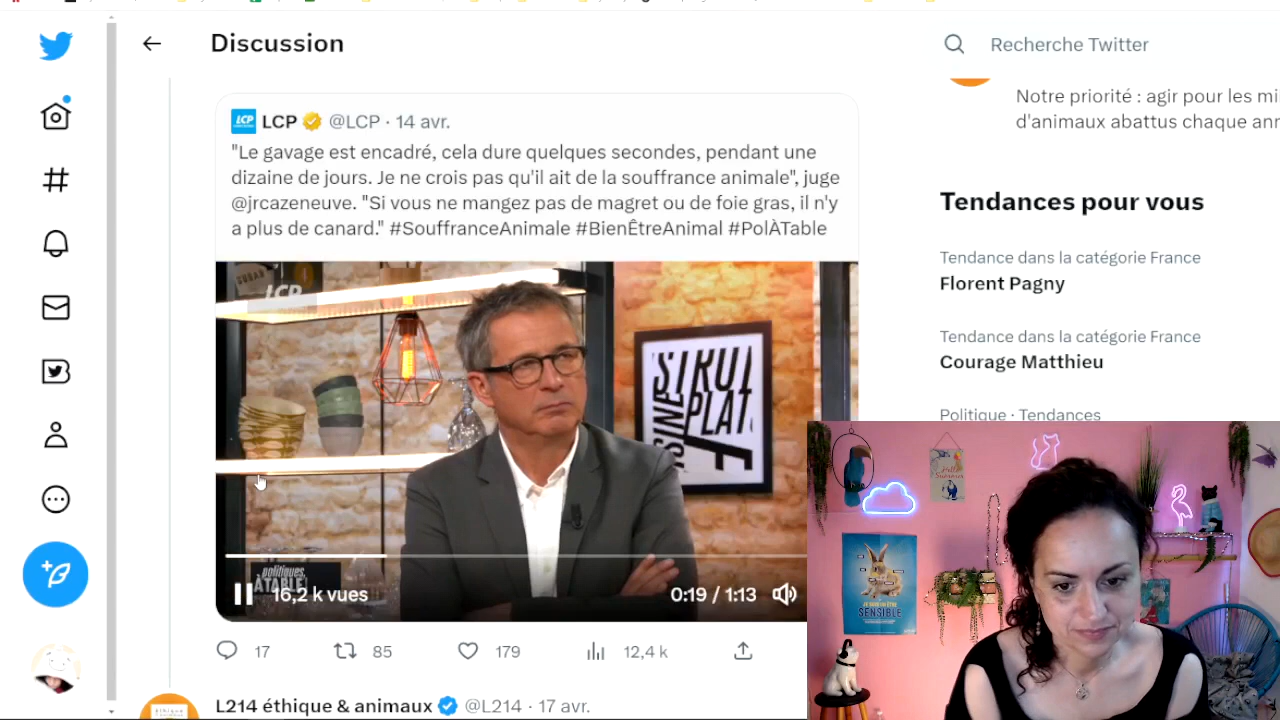 Discussion
Recherche Twitter
LCP
LCP @LCP · 14 avr.
"Le gavage est encadré, cela dure quelques secondes, pendant une
dizaine de jours. Je ne crois pas qu'il ait de la souffrance animale", juge
@jrcazeneuve. "Si vous ne mangez pas de magret ou de foie gras, il n'y
a plus de canard." #SouffranceAnimale #BienÊtreAnimal #PolÀTable
LCP
politiques,
ÀTABLE!
16,2 k vues
0:19 / 1:13
17
85
179
12,4 k
L214 éthique & animaux @L214 · 17 avr.
Notre priorité : agir pour les mi
d'animaux abattus chaque ann
Tendances pour vous
Tendance dans la catégorie France
Florent Pagny
Tendance dans la catégorie France
Courage Matthieu
Politique · Tendances
SENSIBLE